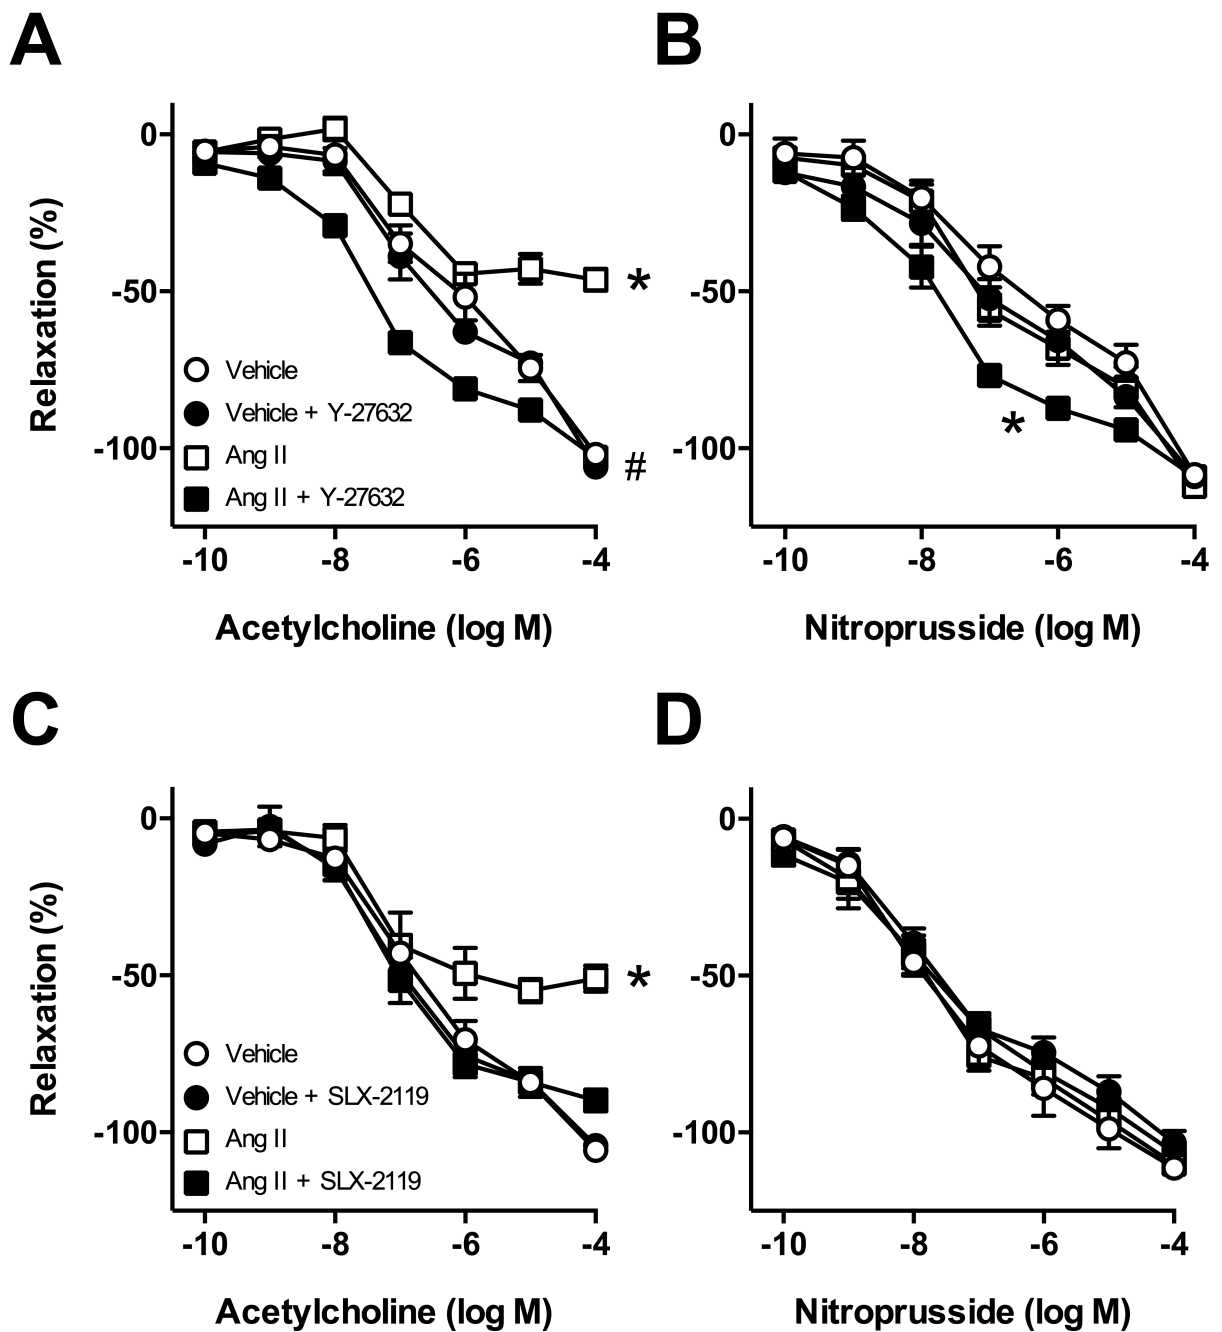 A
B
0
-50
-100
Relaxation (%)
*
#
Vehicle
Vehicle + Y-27632
Ang II
Ang II + Y-27632
-10
-8
-6
-4
Acetylcholine (log M)
0
-50
-100
*
-10
-8
-6
-4
Nitroprusside (log M)
C
D
0
-50
-100
Relaxation (%)
*
Vehicle
Vehicle + SLX-2119
Ang II
Ang II + SLX-2119
-10
-8
-6
-4
Acetylcholine (log M)
0
-50
-100
-10
-8
-6
-4
Nitroprusside (log M)